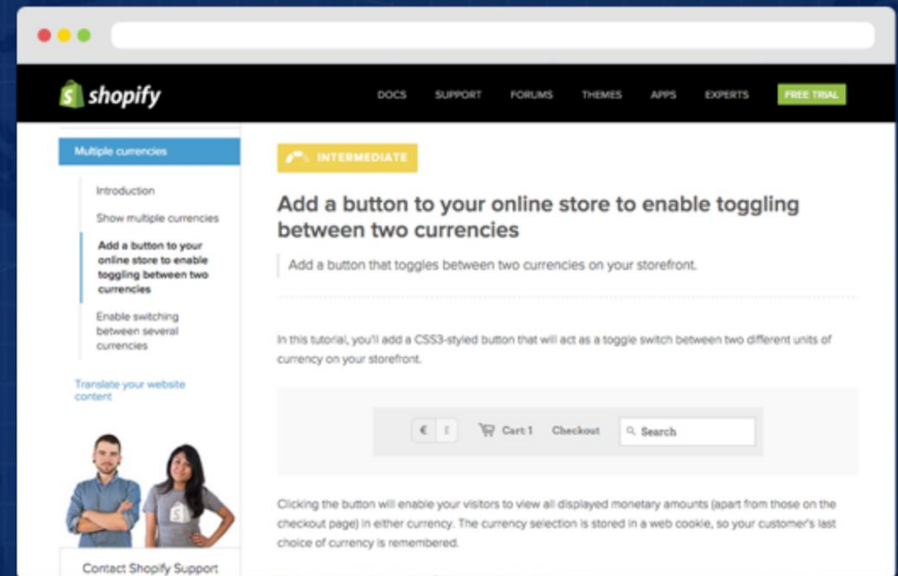 shopify
DOCS SUPPORT FORUMS THEMES APPS EXPERTS FREE TRIAL
Multiple currencies
Introduction
Show multiple currencies
Add a button to your
online store to enable
toggling between two
currencies
Enable switching
between several
currencies
Translate your website
content
Contact Shopify Support
INTERMEDIATE
Add a button to your online store to enable toggling
between two currencies
Add a button that toggles between two currencies on your storefront.
In this tutorial, you'll add a CSS3-styled button that will act as a toggle switch between two different units of
currency on your storefront.
€ £ Cart 1 Checkout Search
Clicking the button will enable your visitors to view all displayed monetary amounts (apart from those on the
checkout page) in either currency. The currency selection is stored in a web cookie, so your customer's last
choice of currency is remembered.